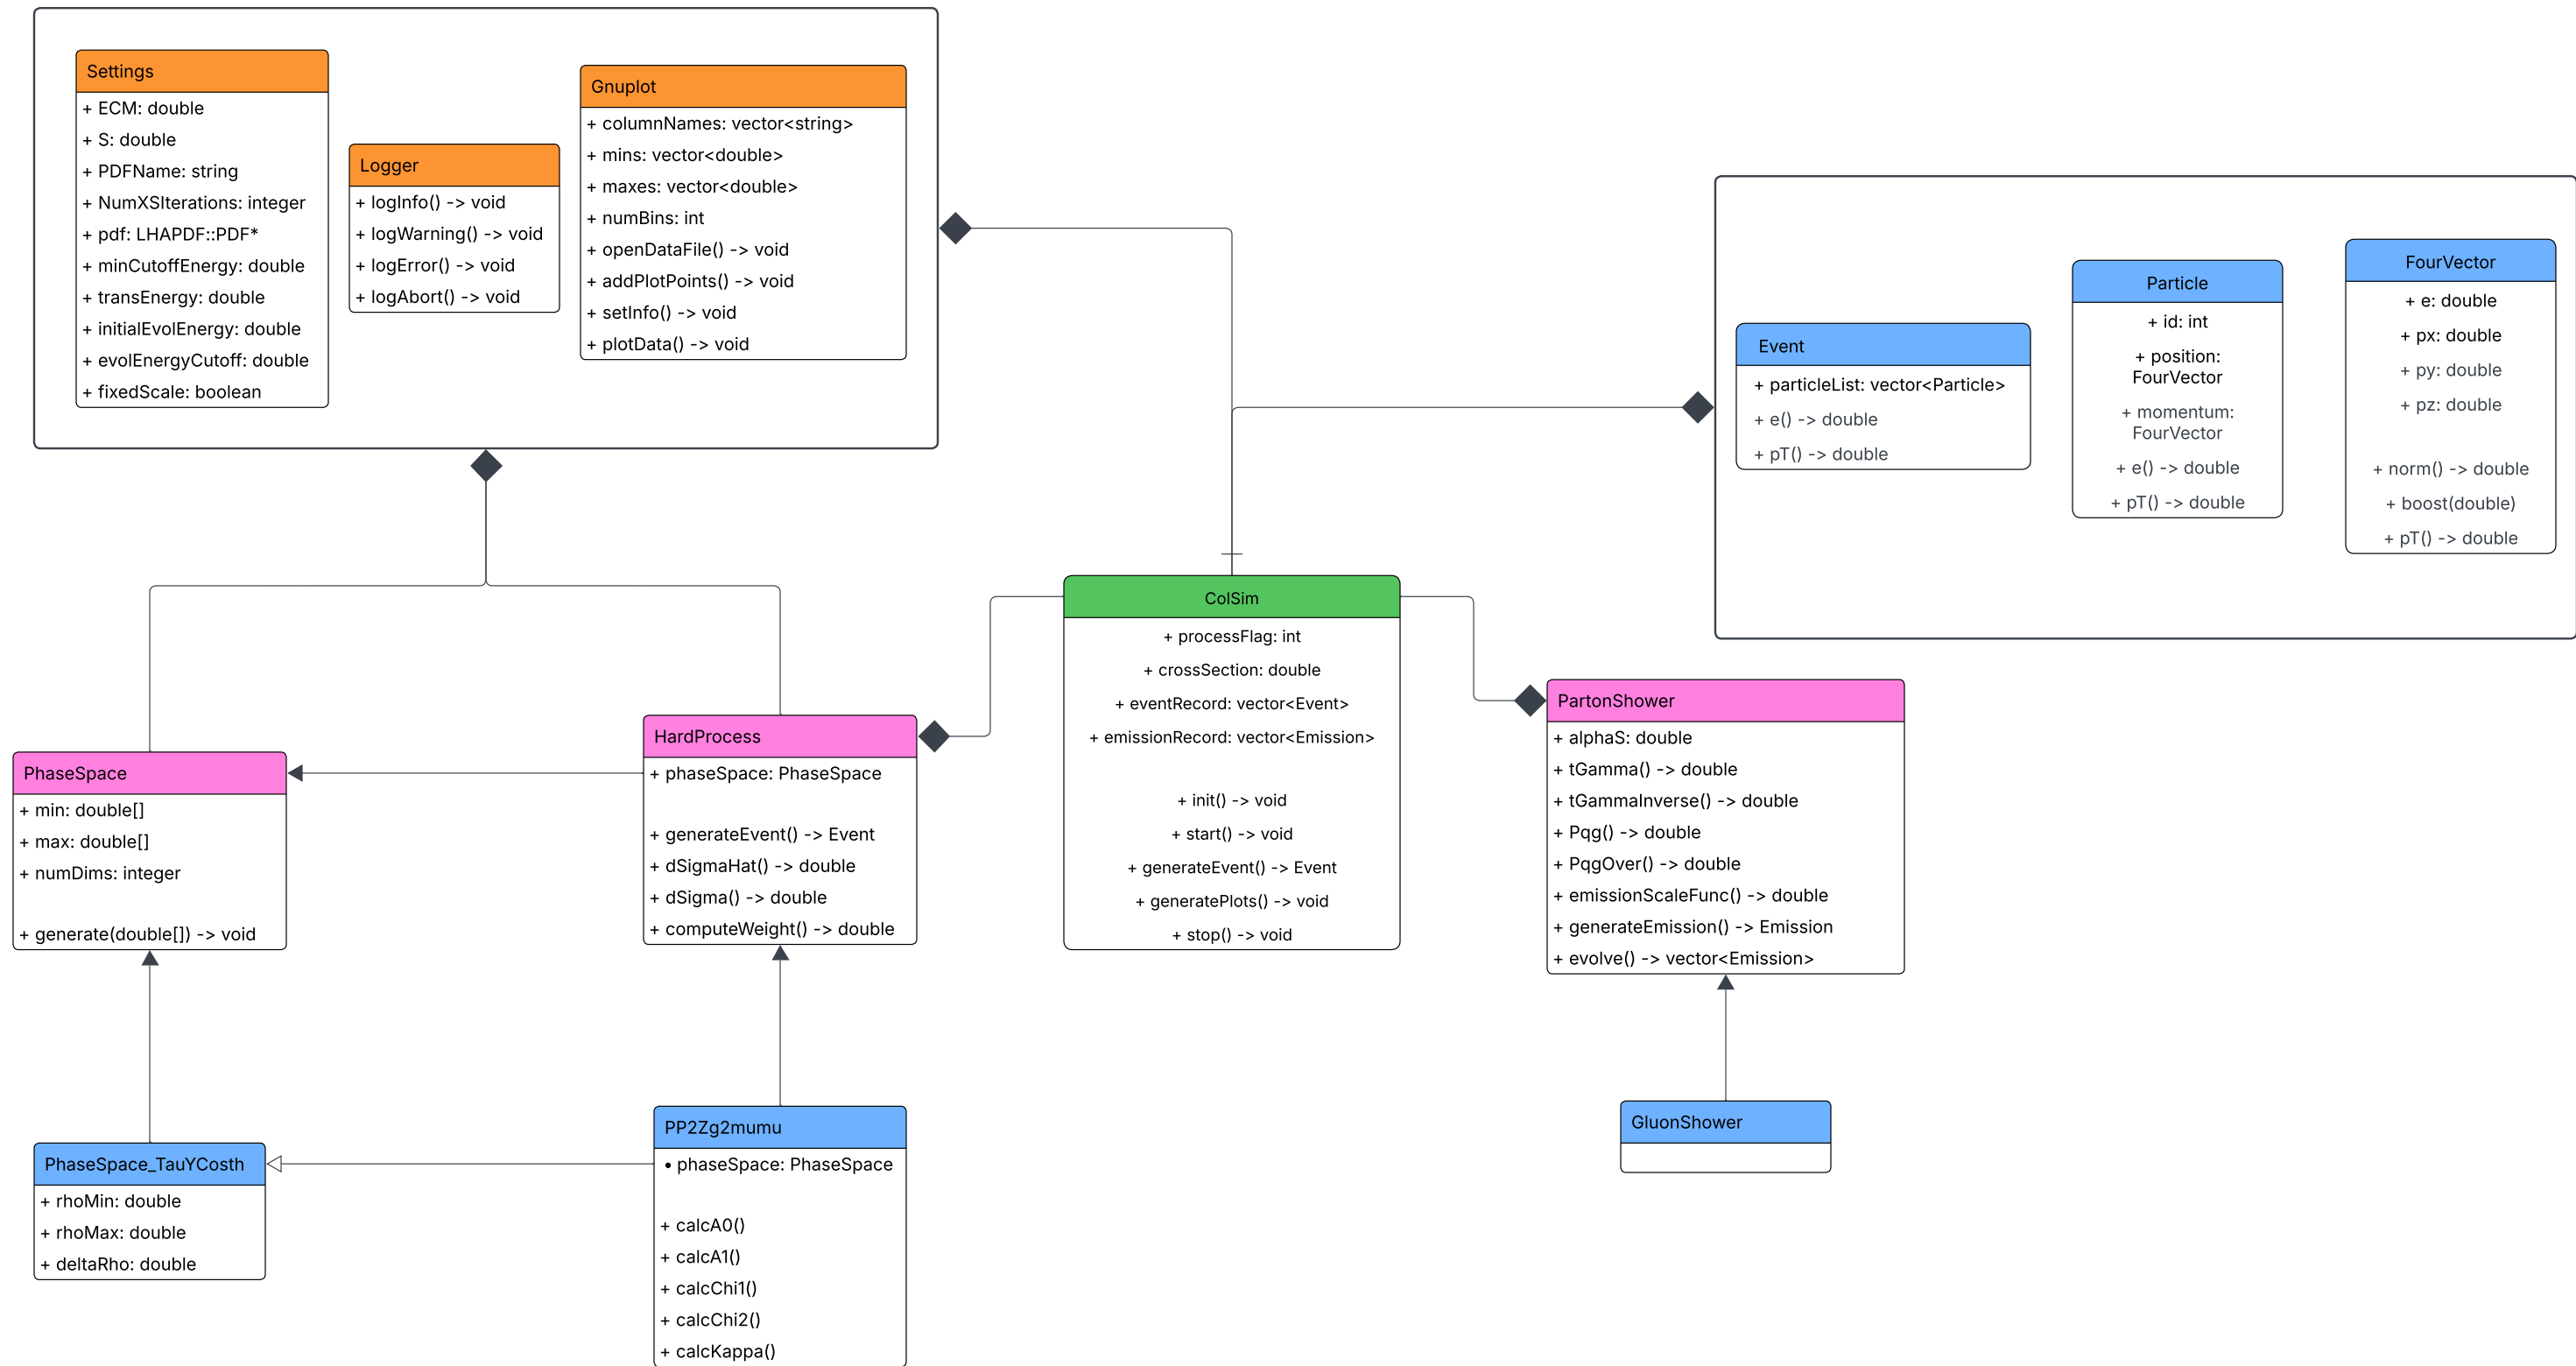 Settings
+ ECM: double
+ S: double
+ PDFName: string
+ NumXSIterations: integer
+ pdf: LHAPDF::PDF*
+ minCutoffEnergy: double
+ transEnergy: double
+ initialEvolEnergy: double
+ evolEnergyCutoff: double
+ fixedScale: boolean
Logger
+ logInfo() -> void
+ logWarning() -> void
+ logError() -> void
+ logAbort() -> void
Gnuplot
+ columnNames: vector<string>
+ mins: vector<double>
+ maxes: vector<double>
+ numBins: int
+ openDataFile() -> void
+ addPlotPoints() -> void
+ setInfo() -> void
+ plotData() -> void
Event
+ particleList: vector<Particle>
+ e() -> double
+ pT() -> double
Particle
+ id: int
+ position:
FourVector
+ momentum:
FourVector
+ e() -> double
+ pT() -> double
FourVector
+ e: double
+ px: double
+ py: double
+ pz: double
+ norm() -> double
+ boost(double)
+ pT() -> double
PhaseSpace
+ min: double[]
+ max: double[]
+ numDims: integer
+ generate(double[]) -> void
HardProcess
+ phaseSpace: PhaseSpace
+ generateEvent() -> Event
+ dSigmaHat() -> double
+ dSigma() -> double
+ computeWeight() -> double
ColSim
+ processFlag: int
+ crossSection: double
+ eventRecord: vector<Event>
+ emissionRecord: vector<Emission>
+ init() -> void
+ start() -> void
+ generateEvent() -> Event
+ generatePlots() -> void
+ stop() -> void
PartonShower
+ alphaS: double
+ tGamma() -> double
+ tGammaInverse() -> double
+ Pqg() -> double
+ PqgOver() -> double
+ emissionScaleFunc() -> double
+ generateEmission() -> Emission
+ evolve() -> vector<Emission>
PhaseSpace_TauYCosth
+ rhoMin: double
+ rhoMax: double
+ deltaRho: double
PP2Zg2mumu
• phaseSpace: PhaseSpace
+ calcA0()
+ calcA1()
+ calcChi1()
+ calcChi2()
+ calcKappa()
GluonShower